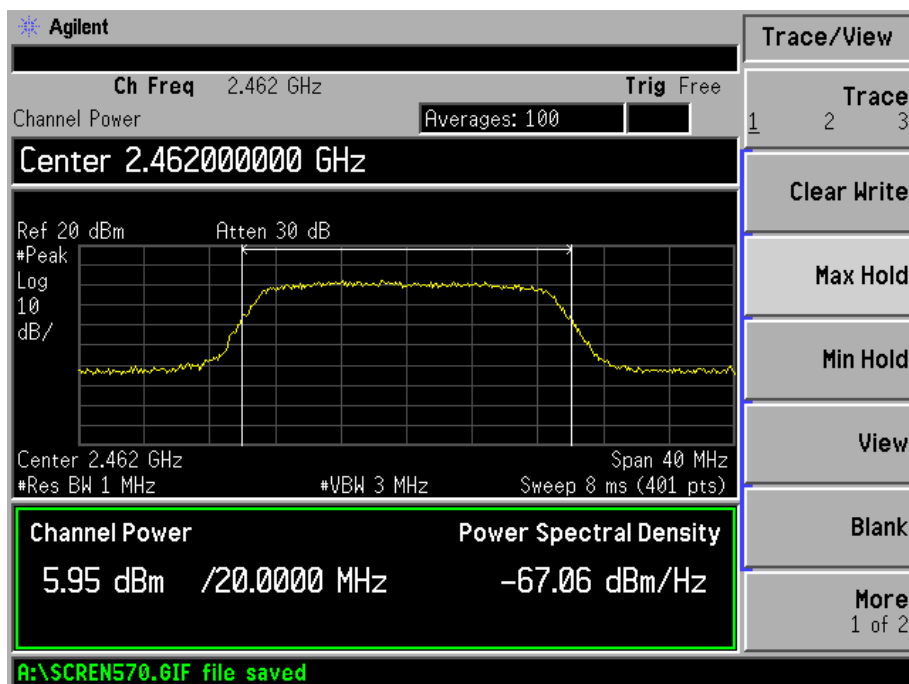 Agilent
Trace/View
Ch Freq 2.462 GHz Trig Free
Channel Power Averages: 100
Trace
1 2 3
Center 2.462000000 GHz
Clear Write
Ref 20 dBm Atten 30 dB
#Peak
Log
10
dB/
Max Hold
Min Hold
View
Center 2.462 GHz Span 40 MHz
#Res BW 1 MHz #VBW 3 MHz Sweep 8 ms (401 pts)
Channel Power Power Spectral Density
5.95 dBm /20.0000 MHz -67.06 dBm/Hz
Blank
More
1 of 2
A:\SCREN570.GIF file saved